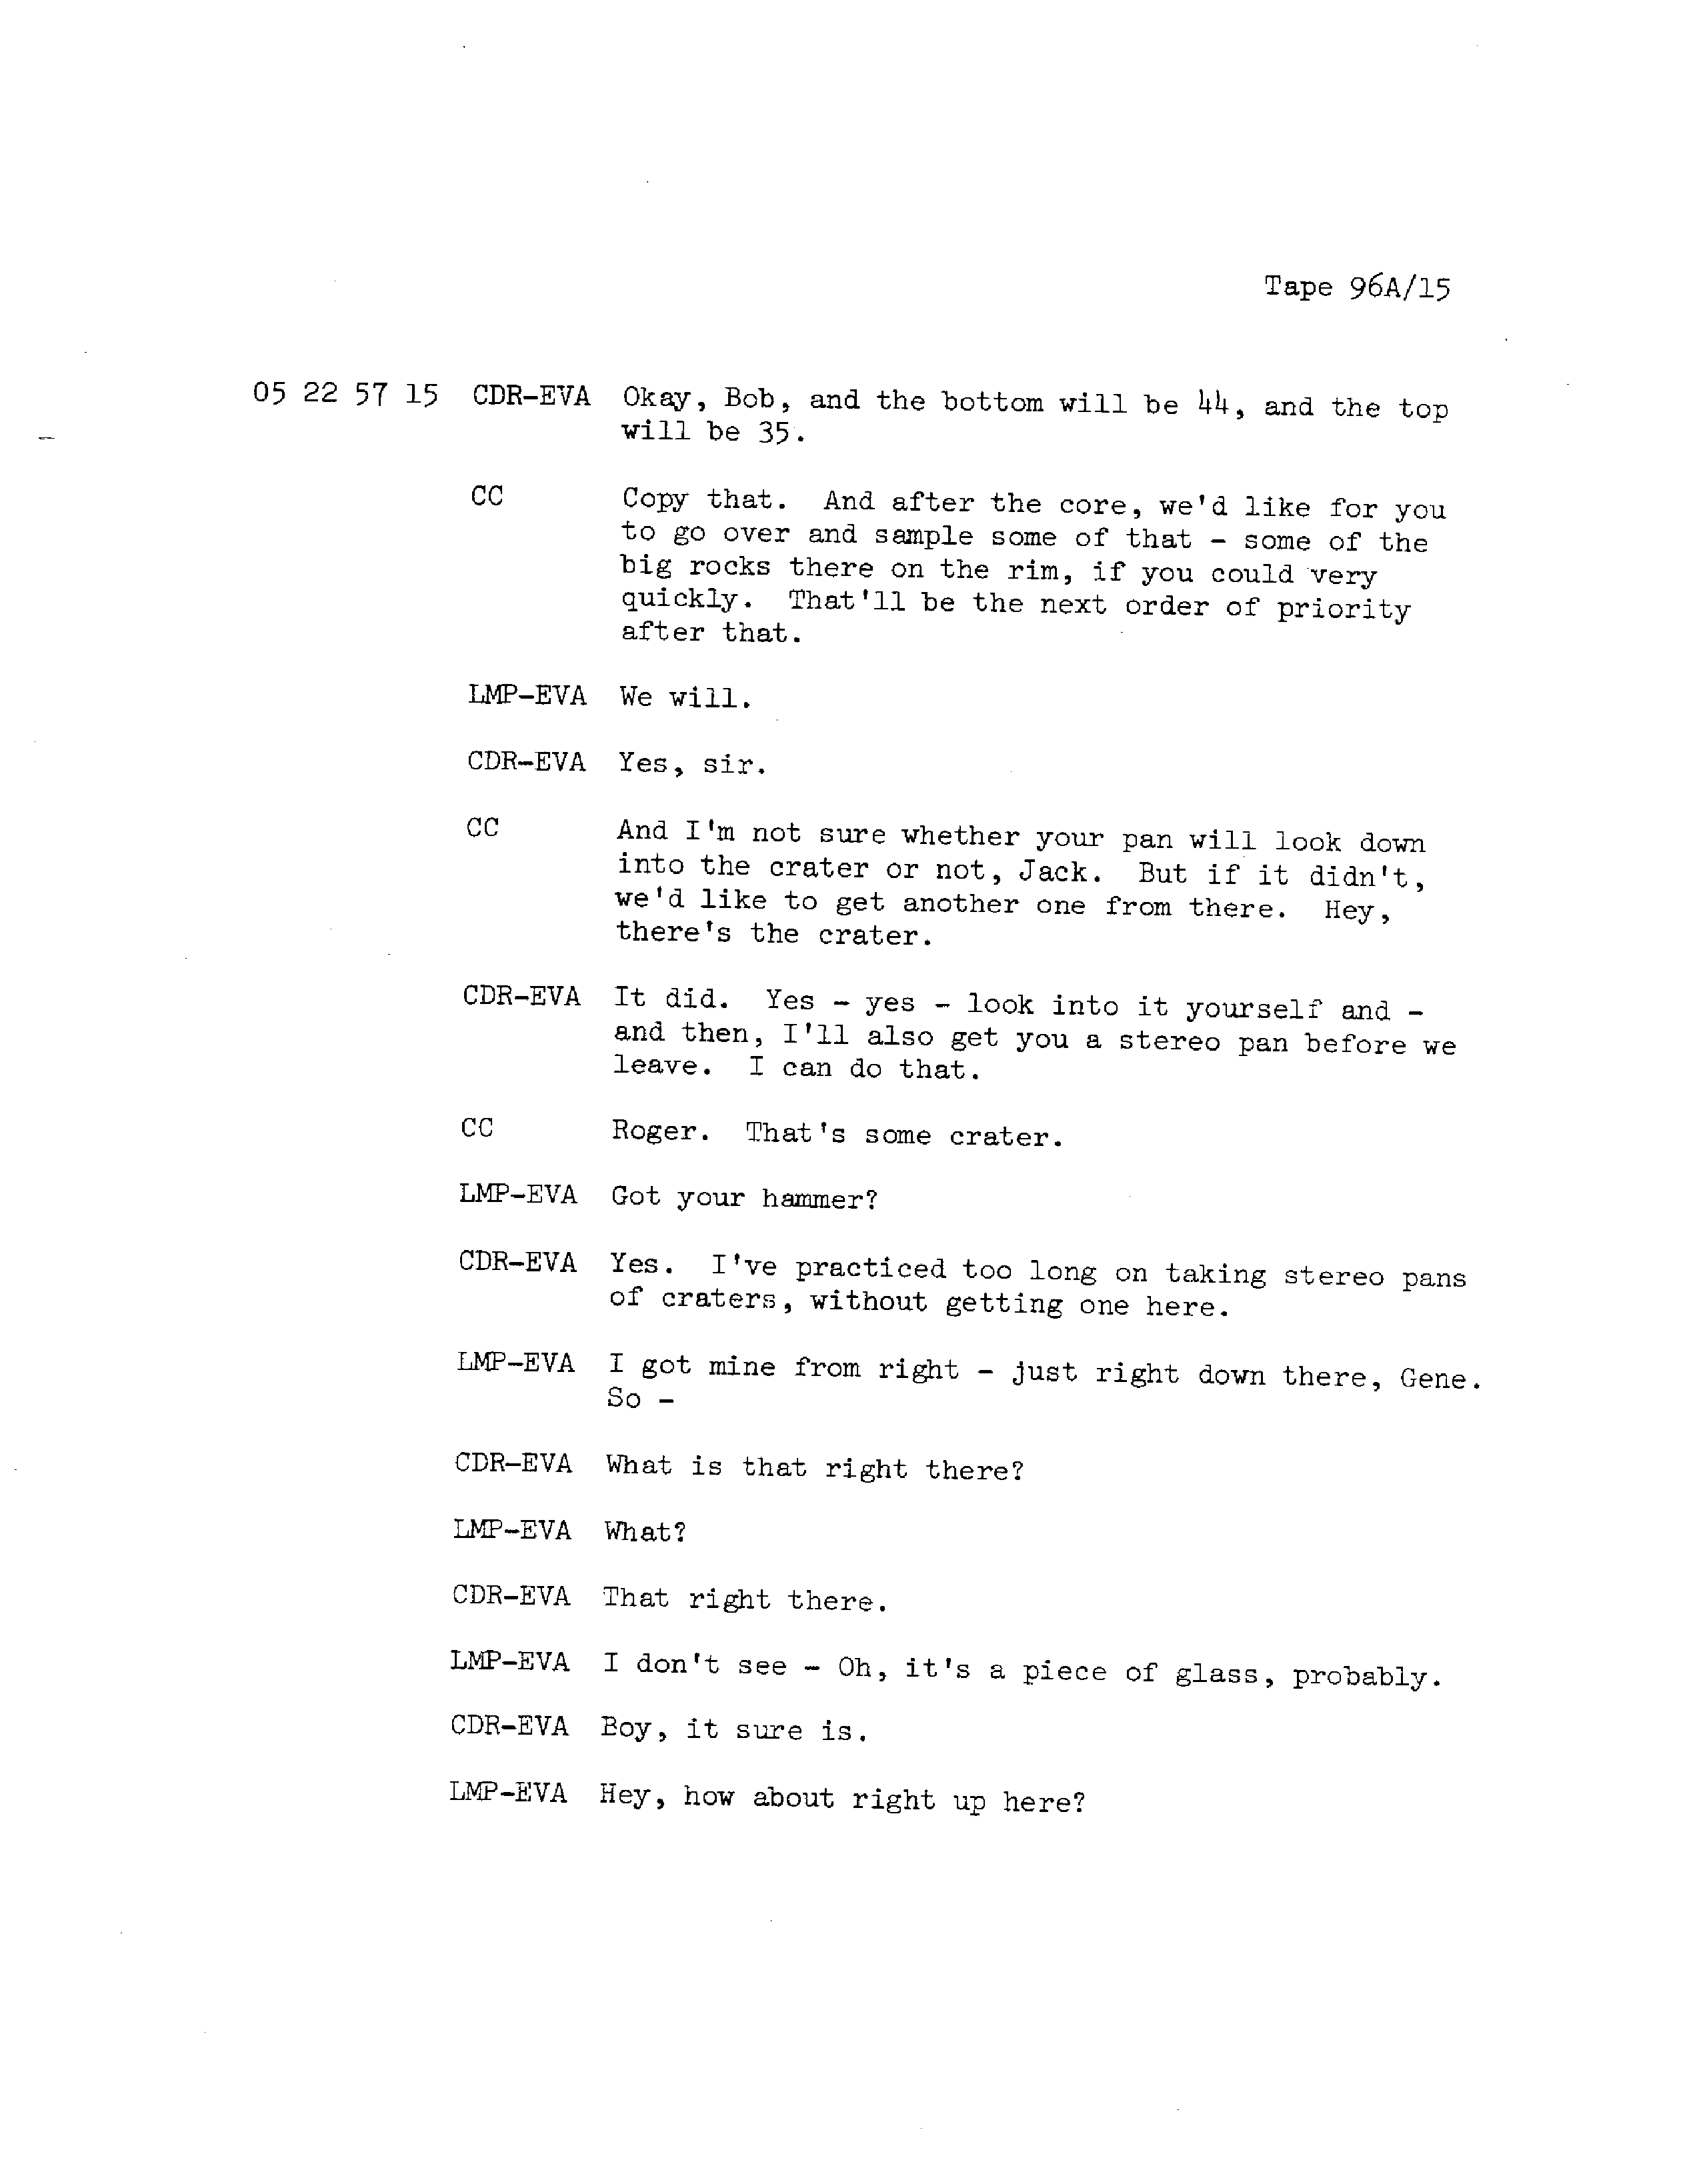 Tape 96A/15
05 22 57 15 CDR-EVA Okay, Bob, and the bottom will be 44, and the top
will be 35.
CC Copy that. And after the core, we'd like for you
to go over and sample some of that - some of the
big rocks there on the rim, if you could very
quickly. That'll be the next order of priority
after that.
LMP-EVA We will.
CDR-EVA Yes, sir.
CC And I'm not sure whether your pan will look down
into the crater or not, Jack. But if it didn't,
we'd like to get another one from there. Hey,
there's the crater.
CDR-EVA It did. Yes - yes - look into it yourself and -
and then, I'll also get you a stereo pan before we
leave. I can do that.
CC Roger. That's some crater.
LMP-EVA Got your hammer?
CDR-EVA Yes. I've practiced too long on taking stereo pans
of craters, without getting one here.
LMP-EVA I got mine from right - just right down there, Gene.
So -
CDR-EVA What is that right there?
LMP-EVA What?
CDR-EVA That right there.
LMP-EVA I don't see - Oh, it's a piece of glass, probably.
CDR-EVA Boy, it sure is.
LMP-EVA Hey, how about right up here?